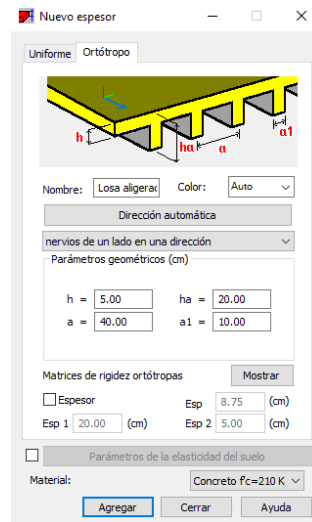 Nuevo espesor
Uniforme Ortótropo
h ha a a1
Nombre: Losa aligerac Color: Auto
Dirección automática
nervios de un lado en una dirección
Parámetros geométricos (cm)
h = 5.00 ha = 20.00
a = 40.00 a1 = 10.00
Matrices de rigidez ortótropas Mostrar
Espesor Esp 8.75 (cm)
Esp 1 20.00 (cm) Esp 2 5.00 (cm)
Parámetros de la elasticidad del suelo
Material: Concreto f'c=210 K
Agregar Cerrar Ayuda